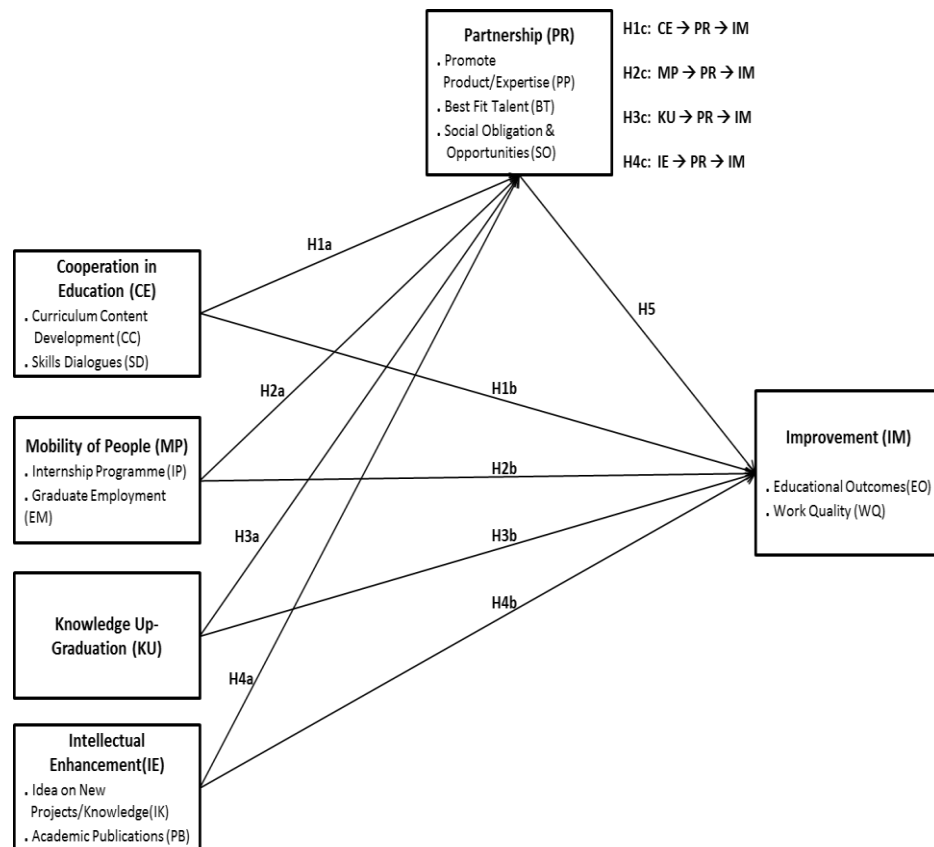 Partnership (PR)
. Promote
Product/Expertise (PP)
. Best Fit Talent (BT)
. Social Obligation &
Opportunities (SO)
H1c: CE → PR → IM
H2c: MP → PR → IM
H3c: KU → PR → IM
H4c: IE → PR → IM
H1a
Cooperation in
Education (CE)
. Curriculum Content
Development (CC)
. Skills Dialogues (SD)
H5
H2a
H1b
Mobility of People (MP)
. Internship Programme (IP)
. Graduate Employment
(EM)
H2b
Improvement (IM)
. Educational Outcomes(EO)
. Work Quality (WQ)
H3a
H3b
Knowledge Up-
Graduation (KU)
H4b
H4a
Intellectual
Enhancement(IE)
. Idea on New
Projects/Knowledge(IK)
. Academic Publications (PB)